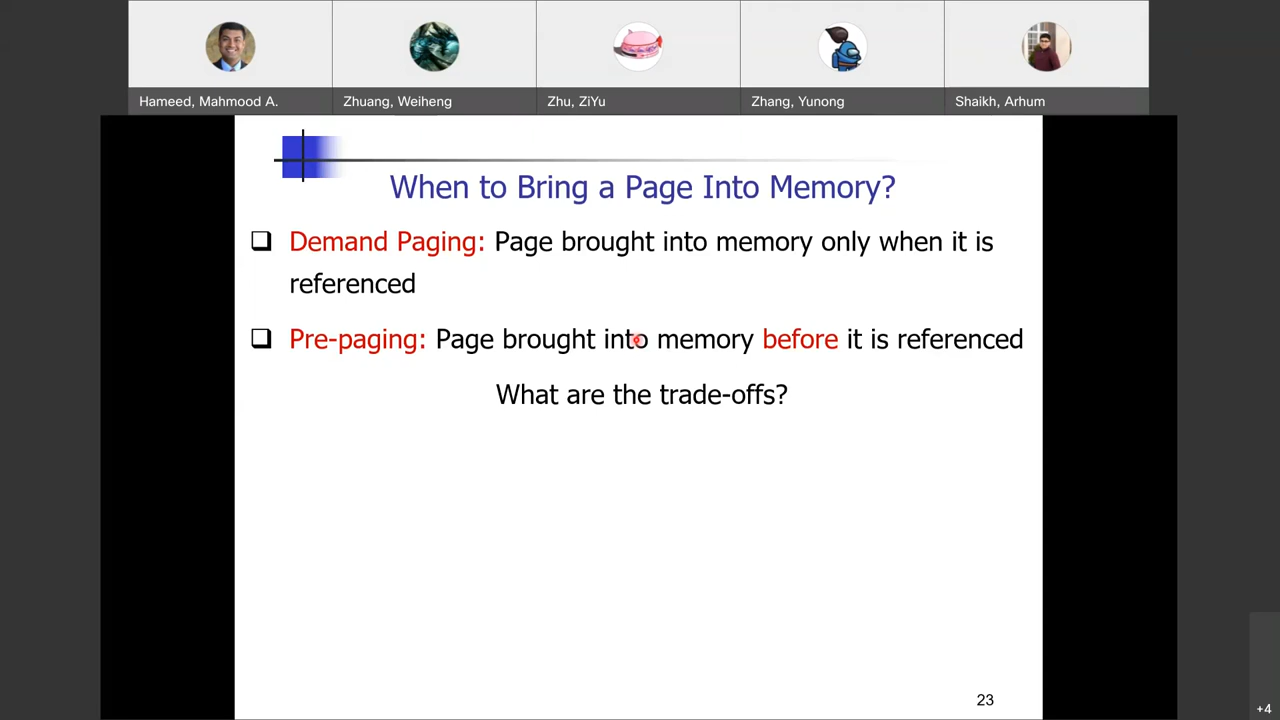 Hameed, Mahmood A.
Zhuang, Weiheng
Zhu, ZiYu
Zhang, Yunong
Shaikh, Arhum
When to Bring a Page Into Memory?
Demand Paging: Page brought into memory only when it is
referenced
Pre-paging: Page brought into memory before it is referenced
What are the trade-offs?
23
+4